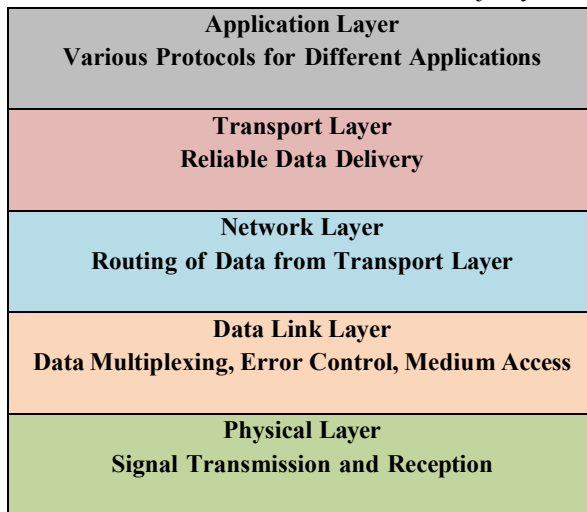 Application Layer
Various Protocols for Different Applications
Transport Layer
Reliable Data Delivery
Network Layer
Routing of Data from Transport Layer
Data Link Layer
Data Multiplexing, Error Control, Medium Access
Physical Layer
Signal Transmission and Reception